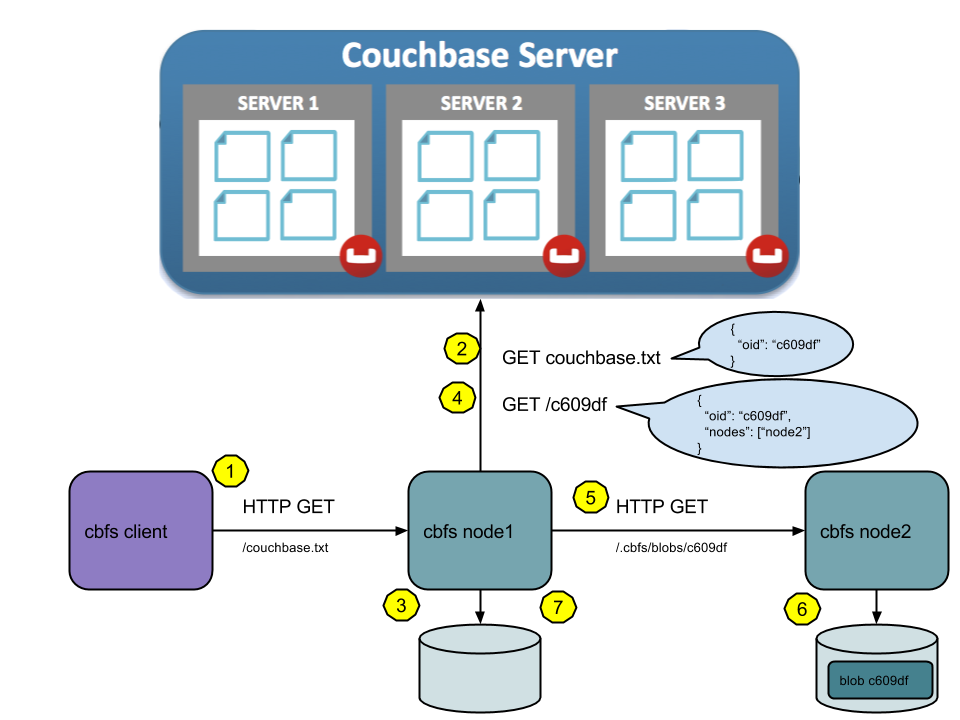 Couchbase Server
SERVER 1
SERVER 2
SERVER 3
2
GET couchbase.txt
{
“oid”: “c609df”
}
4
GET /c609df
{
“oid”: “c609df”,
“nodes”: [“node2”]
}
1
HTTP GET
/couchbase.txt
cbfs client
cbfs node1
5
HTTP GET
/.cbfs/blobs/c609df
cbfs node2
3
7
6
blob c609df